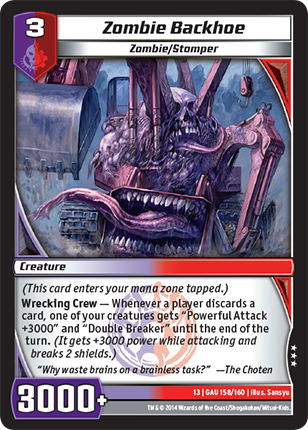 3
Zombie Backhoe
Zombie/Stomper
Creature
(This card enters your mana zone tapped.)
Wrecking Crew — Whenever a player discards a
card, one of your creatures gets "Powerful Attack
+3000" and "Double Breaker" until the end of the
turn. (It gets +3000 power while attacking and
breaks 2 shields.)
"Why waste brains on a brainless task?" —The Choten
13 | GAU 158/160 | illus. Sansyu
3000+
TM & © 2014 Wizards of the Coast/Shogakukan/Mitsui-Kids.